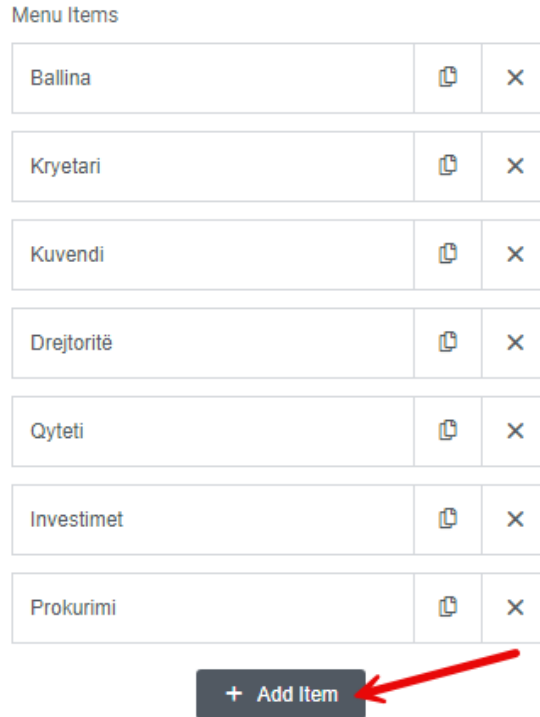 Menu Items
Ballina
Kryetari
Kuvendi
Drejtoritë
Qyteti
Investimet
Prokurimi
+ Add Item